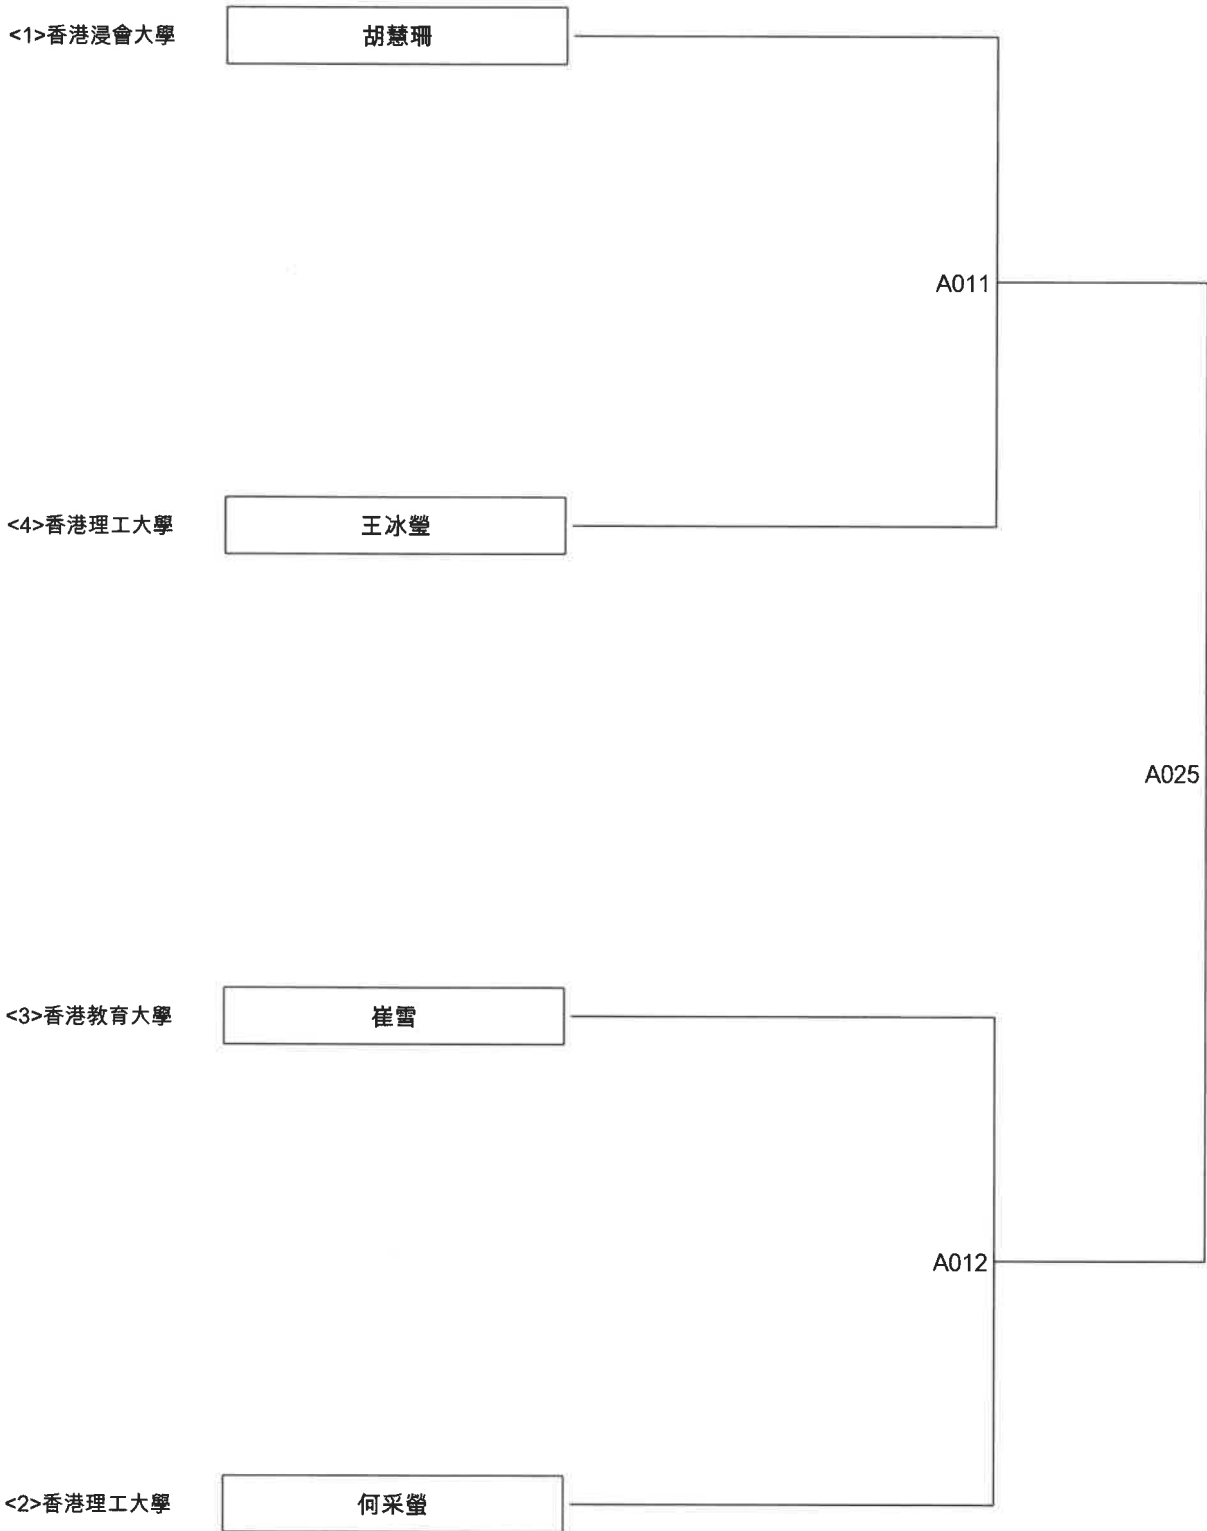 <1>香港浸會大學 胡慧珊
A011
<4>香港理工大學 王冰瑩
A025
<3>香港教育大學 崔雪
A012
<2>香港理工大學 何采螢